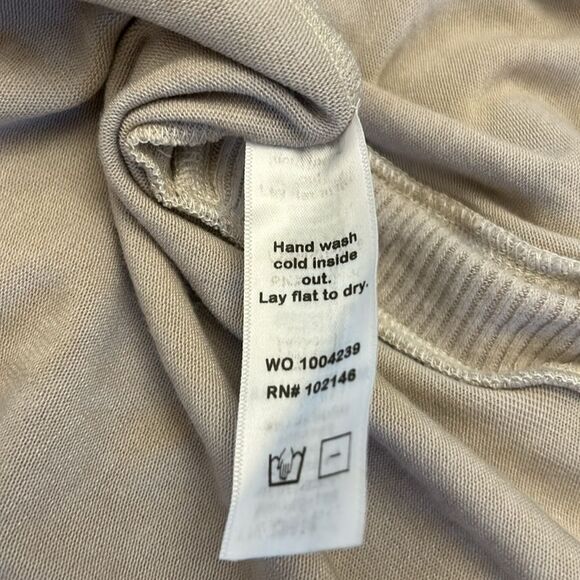 Hand wash
cold inside
out.
Lay flat to dry.
WO 1004239
RN# 102146